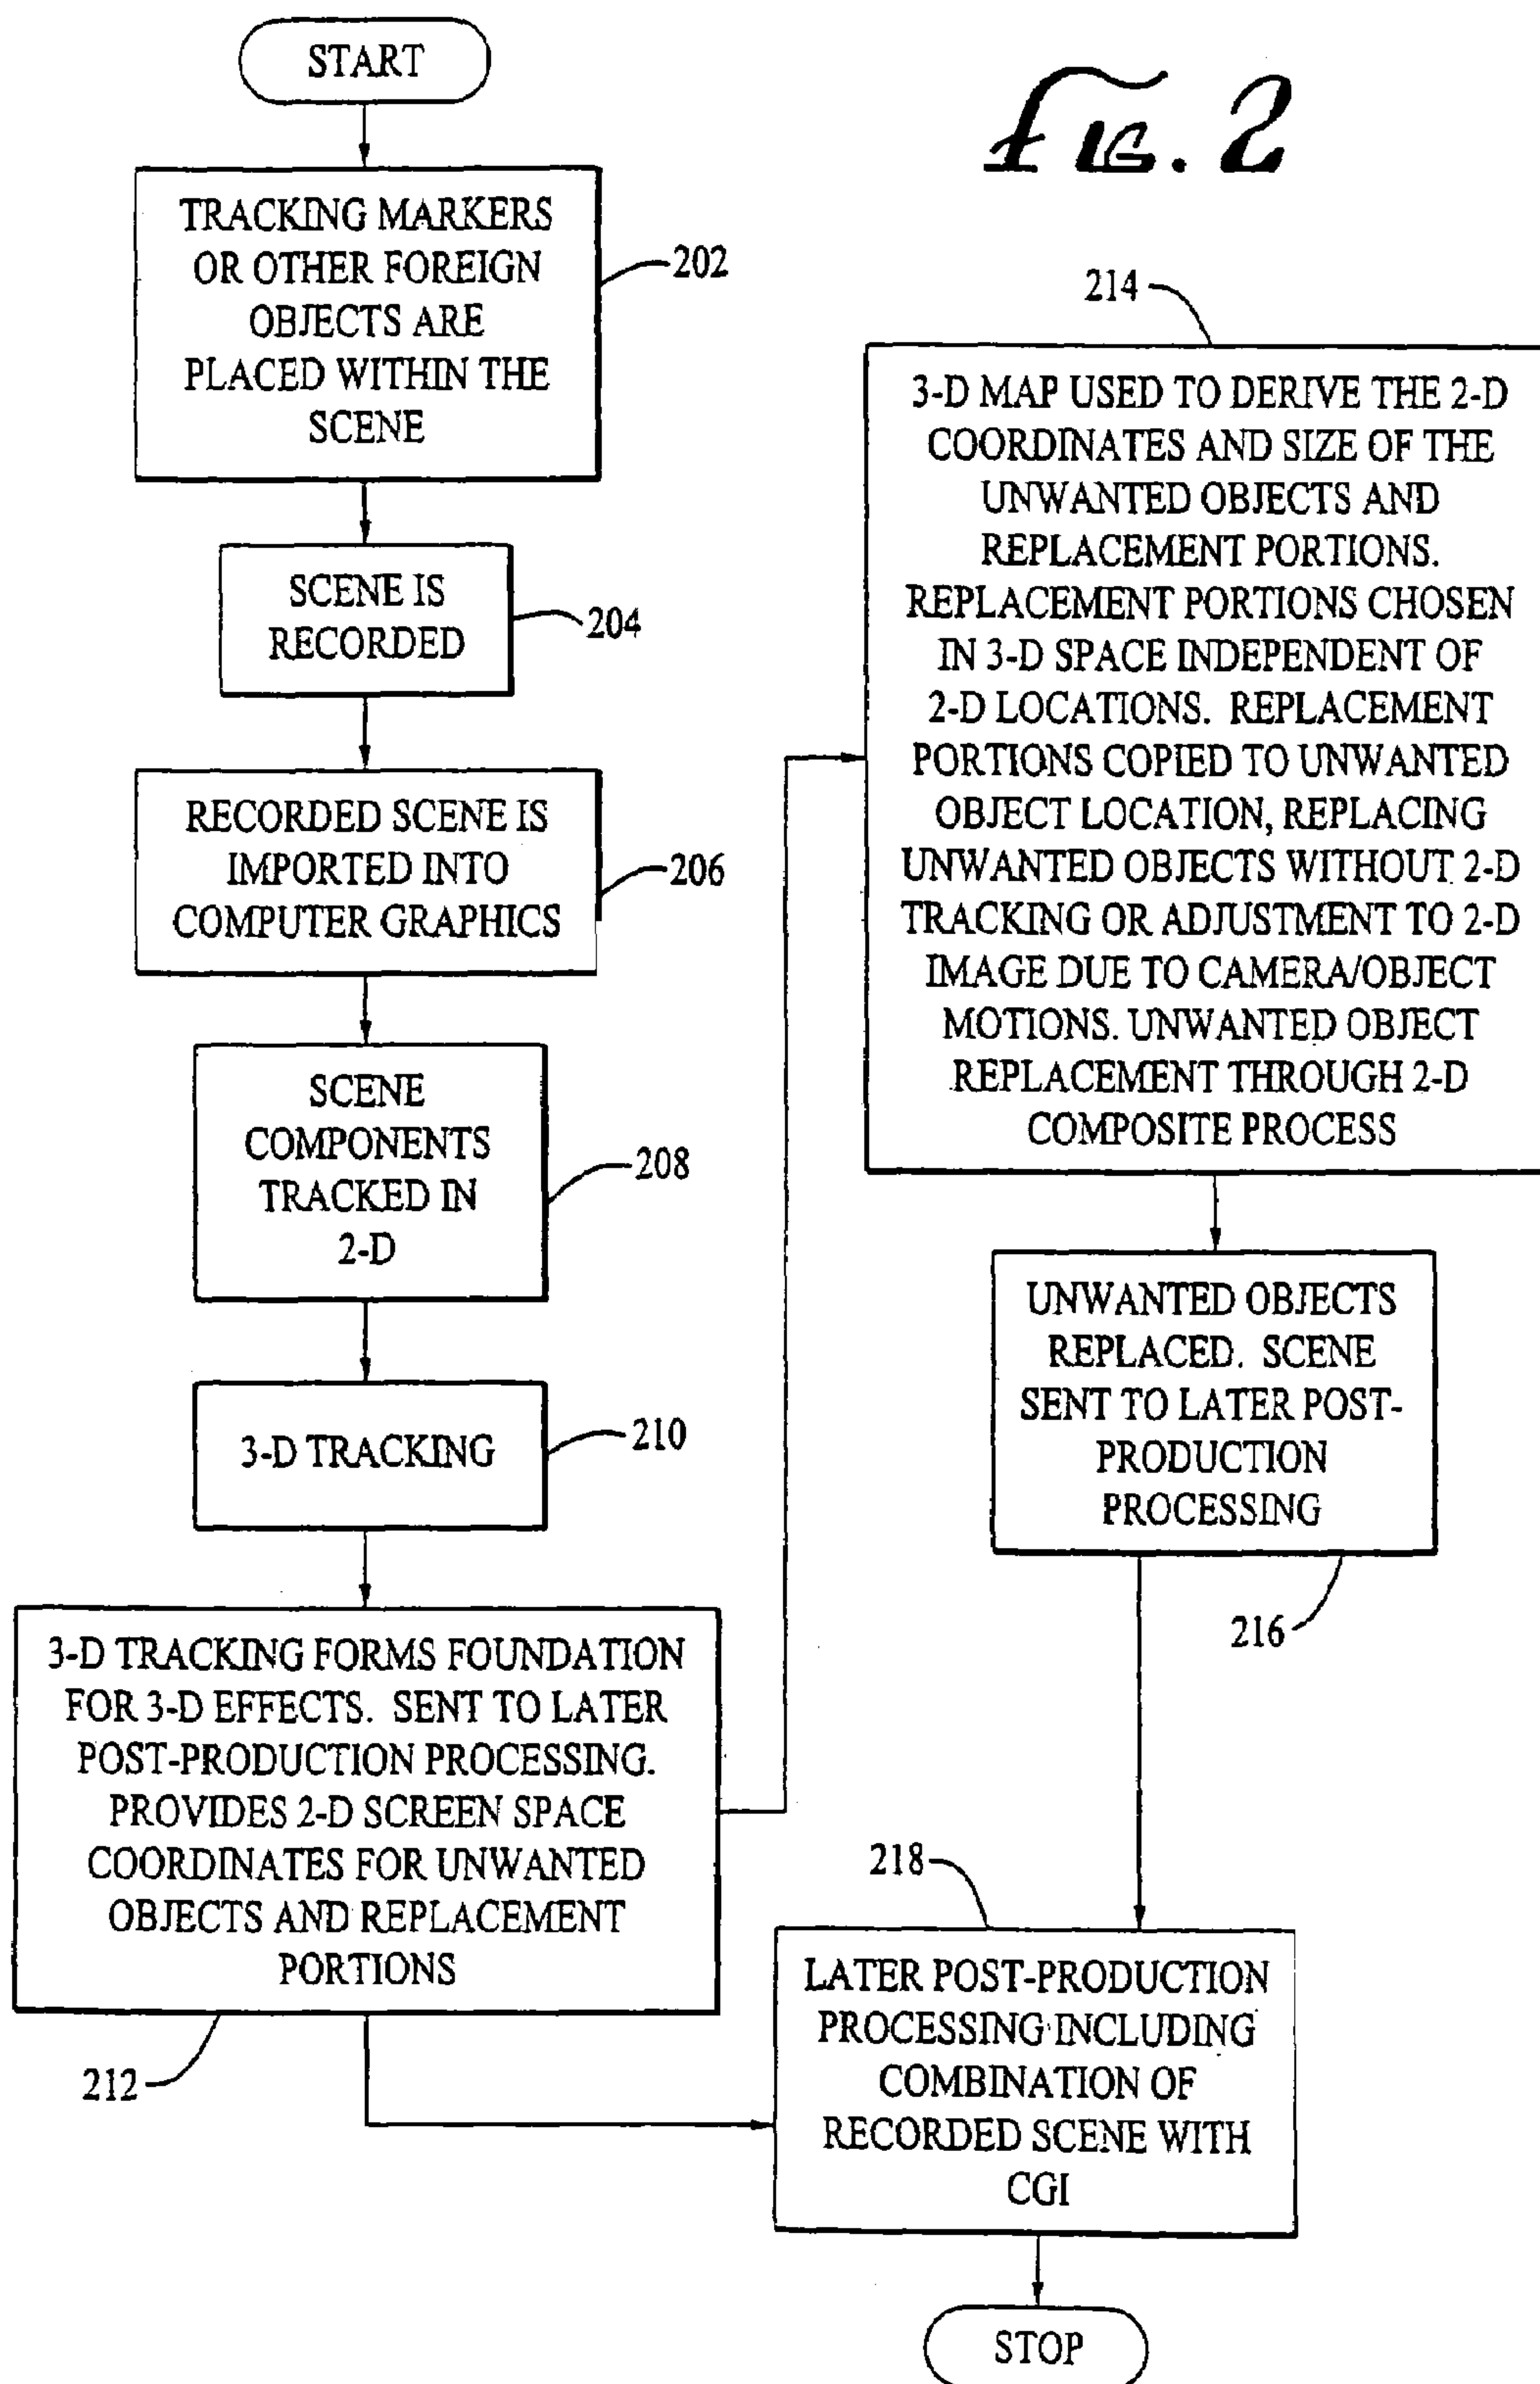 START
FIG. 2
TRACKING MARKERS
OR OTHER FOREIGN
OBJECTS ARE
PLACED WITHIN THE
SCENE
202
SCENE IS
RECORDED
204
RECORDED SCENE IS
IMPORTED INTO
COMPUTER GRAPHICS
206
SCENE
COMPONENTS
TRACKED IN
2-D
208
3-D TRACKING
210
3-D TRACKING FORMS FOUNDATION
FOR 3-D EFFECTS. SENT TO LATER
POST-PRODUCTION PROCESSING.
PROVIDES 2-D SCREEN SPACE
COORDINATES FOR UNWANTED
OBJECTS AND REPLACEMENT
PORTIONS
212
214
3-D MAP USED TO DERIVE THE 2-D
COORDINATES AND SIZE OF THE
UNWANTED OBJECTS AND
REPLACEMENT PORTIONS.
REPLACEMENT PORTIONS CHOSEN
IN 3-D SPACE INDEPENDENT OF
2-D LOCATIONS. REPLACEMENT
PORTIONS COPIED TO UNWANTED
OBJECT LOCATION, REPLACING
UNWANTED OBJECTS WITHOUT 2-D
TRACKING OR ADJUSTMENT TO 2-D
IMAGE DUE TO CAMERA/OBJECT
MOTIONS. UNWANTED OBJECT
REPLACEMENT THROUGH 2-D
COMPOSITE PROCESS
UNWANTED OBJECTS
REPLACED. SCENE
SENT TO LATER POST-
PRODUCTION
PROCESSING
216
218
LATER POST-PRODUCTION
PROCESSING INCLUDING
COMBINATION OF
RECORDED SCENE WITH
CGI
STOP